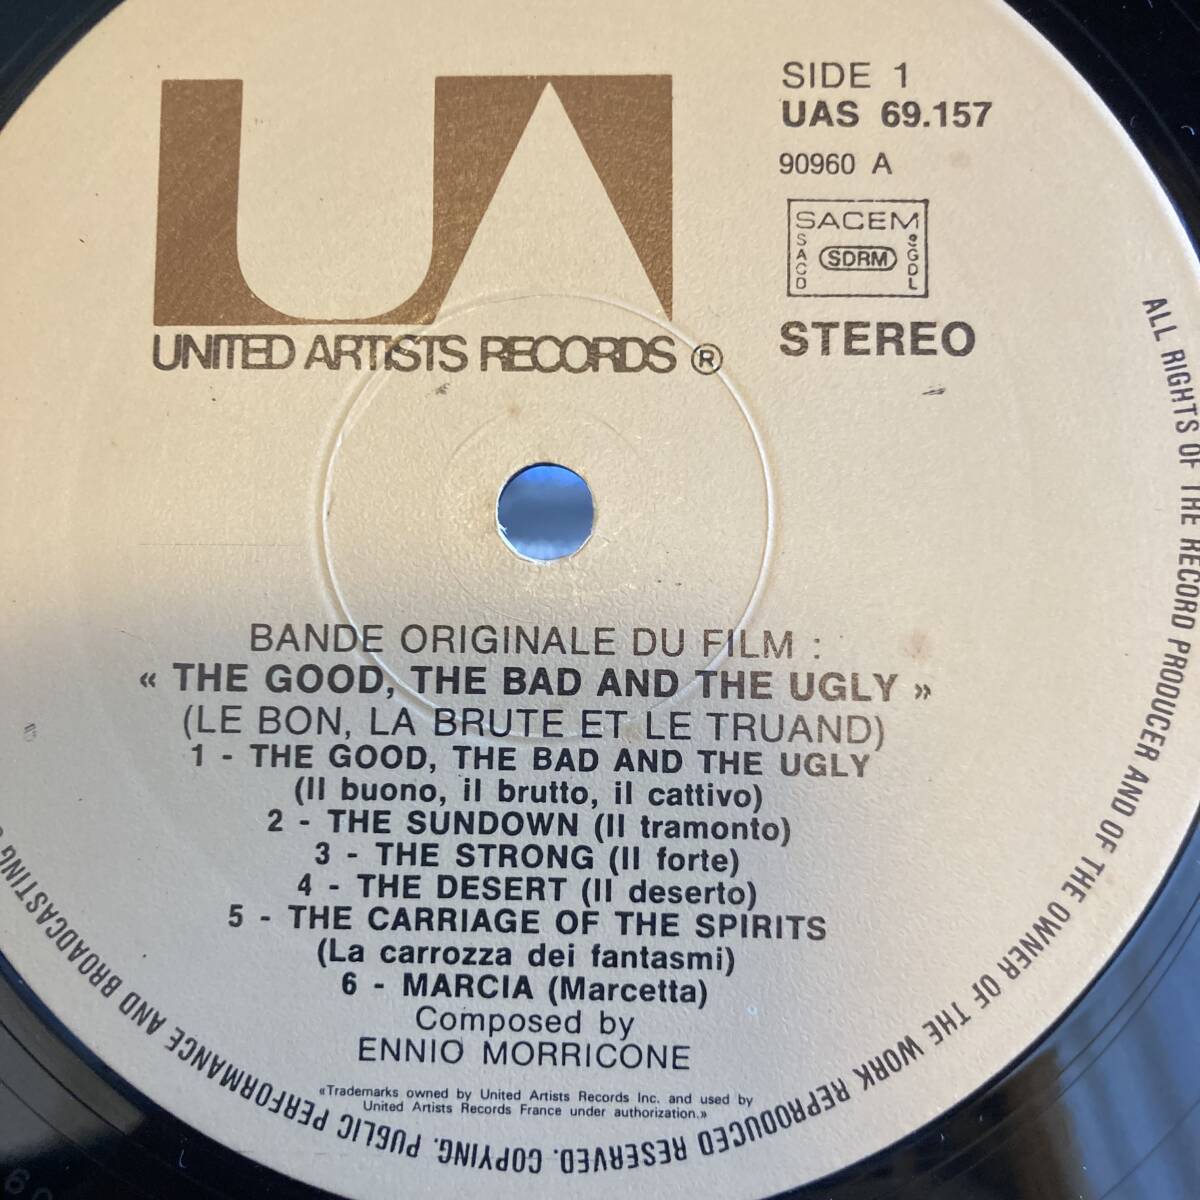 UA
UNITED ARTISTS RECORDS ®
SIDE 1
UAS 69.157
90960 A
SACEM
SACD
SDRM
SGDL
STEREO
BANDE ORIGINALE DU FILM :
« THE GOOD, THE BAD AND THE UGLY »
(LE BON, LA BRUTE ET LE TRUAND)
1 - THE GOOD, THE BAD AND THE UGLY
(Il buono, il brutto, il cattivo)
2 - THE SUNDOWN (Il tramonto)
3 - THE STRONG (Il forte)
4 - THE DESERT (Il deserto)
5 - THE CARRIAGE OF THE SPIRITS
(La carrozza dei fantasmi)
6 - MARCIA (Marcetta)
Composed by
ENNIO MORRICONE
«Trademarks owned by United Artists Records Inc. and used by
United Artists Records France under authorization.»
ALL RIGHTS OF THE RECORD PRODUCER AND OF THE OWNER OF THE WORK REPRODUCED RESERVED. COPYING. PUBLIC PERFORMANCE AND BROADCASTING